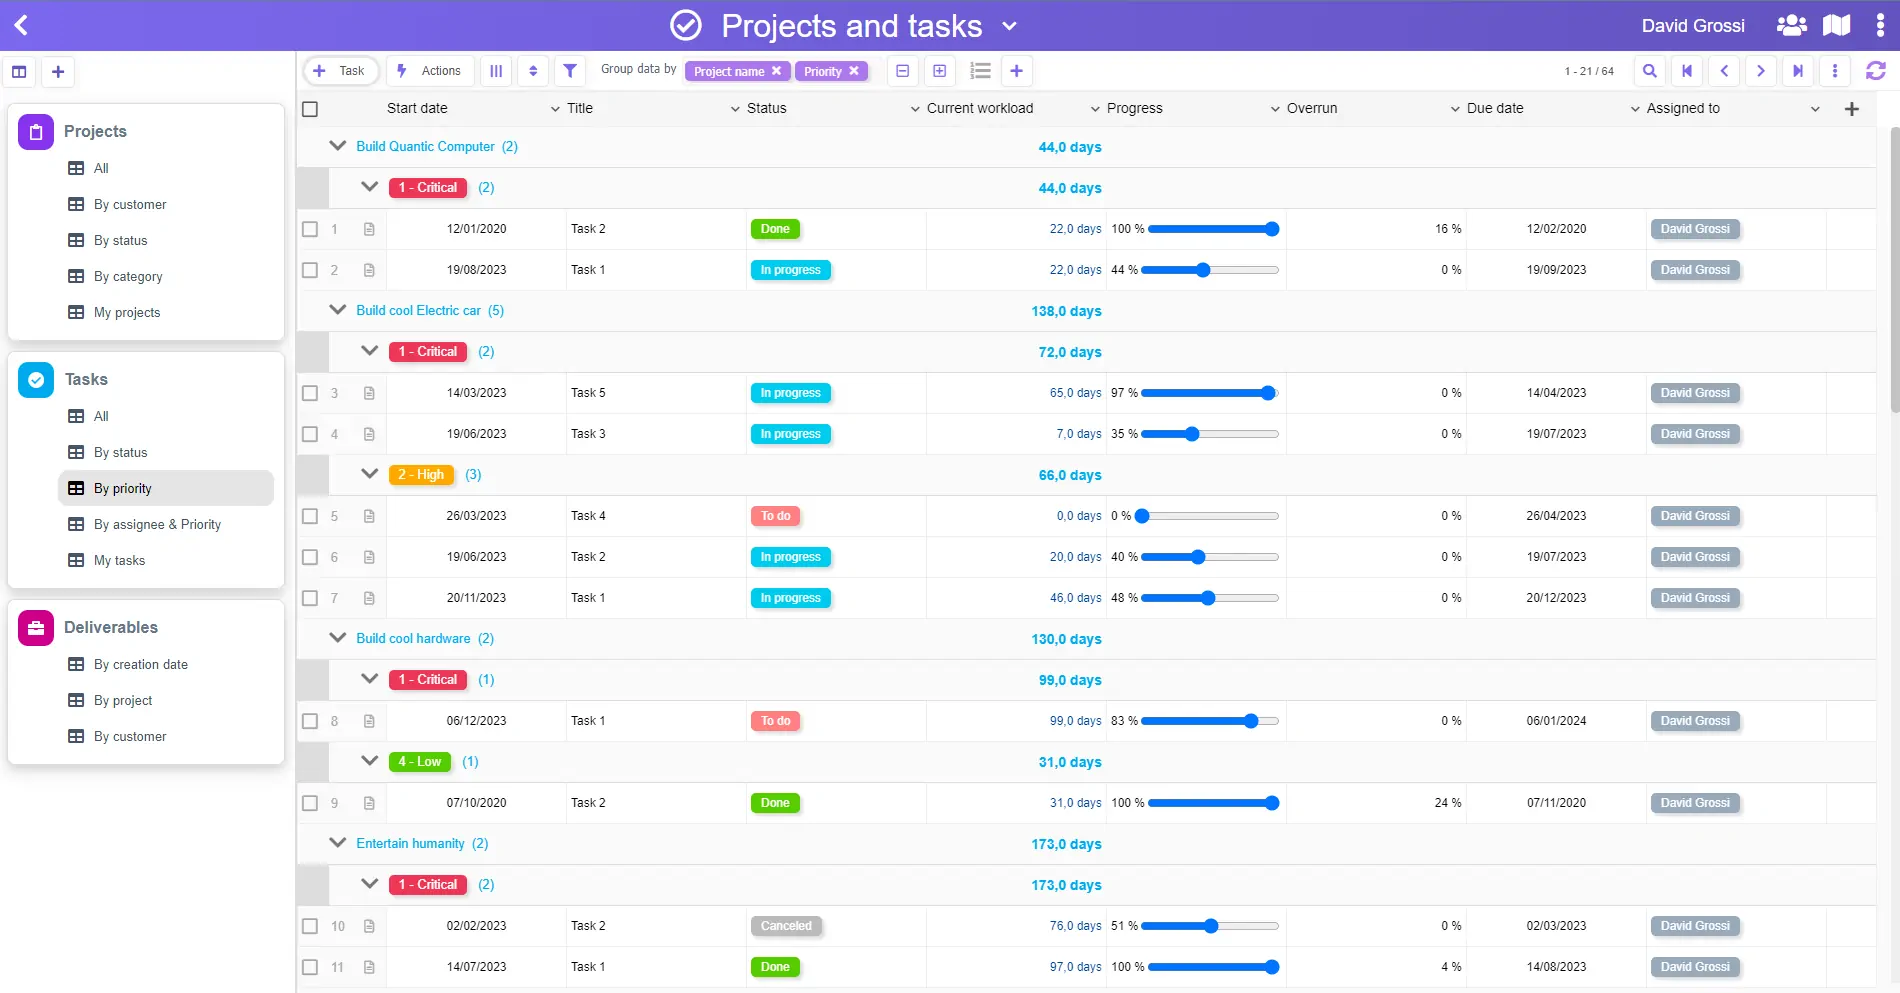 Projects and tasks
David Grossi
Task
Actions
Group data by
Project name
Priority
1 - 21 / 64
Projects
All
By customer
By status
By category
My projects
Tasks
All
By status
By priority
By assignee & Priority
My tasks
Deliverables
By creation date
By project
By customer
Start date Title Status Current workload Progress Overrun Due date Assigned to
Build Quantic Computer (2) 44,0 days
1 - Critical (2) 44,0 days
1 12/01/2020 Task 2 Done 22,0 days 100 % 16 % 12/02/2020 David Grossi
2 19/08/2023 Task 1 In progress 22,0 days 44 % 0 % 19/09/2023 David Grossi
Build cool Electric car (5) 138,0 days
1 - Critical (2) 72,0 days
3 14/03/2023 Task 5 In progress 65,0 days 97 % 0 % 14/04/2023 David Grossi
4 19/06/2023 Task 3 In progress 7,0 days 35 % 0 % 19/07/2023 David Grossi
2 - High (3) 66,0 days
5 26/03/2023 Task 4 To do 0,0 days 0 % 0 % 26/04/2023 David Grossi
6 19/06/2023 Task 2 In progress 20,0 days 40 % 0 % 19/07/2023 David Grossi
7 20/11/2023 Task 1 In progress 46,0 days 48 % 0 % 20/12/2023 David Grossi
Build cool hardware (2) 130,0 days
1 - Critical (1) 99,0 days
8 06/12/2023 Task 1 To do 99,0 days 83 % 0 % 06/01/2024 David Grossi
4 - Low (1) 31,0 days
9 07/10/2020 Task 2 Done 31,0 days 100 % 24 % 07/11/2020 David Grossi
Entertain humanity (2) 173,0 days
1 - Critical (2) 173,0 days
10 02/02/2023 Task 2 Canceled 76,0 days 51 % 0 % 02/03/2023 David Grossi
11 14/07/2023 Task 1 Done 97,0 days 100 % 4 % 14/08/2023 David Grossi